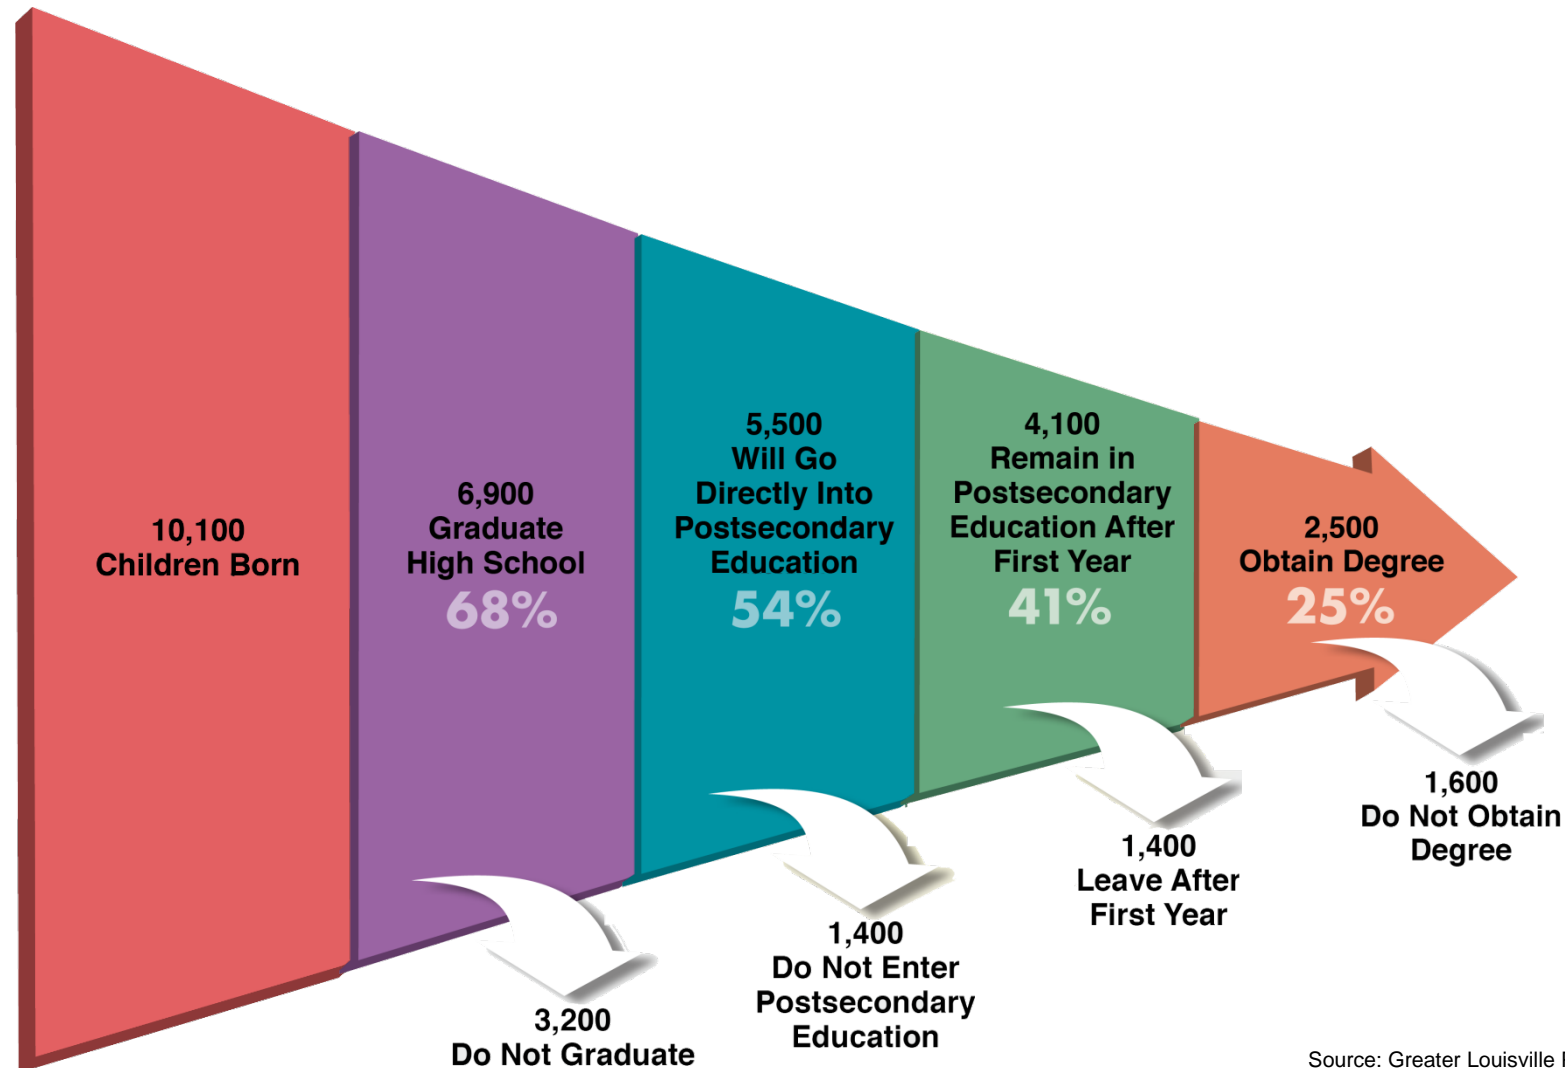 10,100
Children Born
6,900
Graduate
High School
68%
5,500
Will Go
Directly Into
Postsecondary
Education
54%
4,100
Remain in
Postsecondary
Education After
First Year
41%
2,500
Obtain Degree
25%
3,200
Do Not Graduate
1,400
Do Not Enter
Postsecondary
Education
1,400
Leave After
First Year
1,600
Do Not Obtain
Degree
Source: Greater Louisville